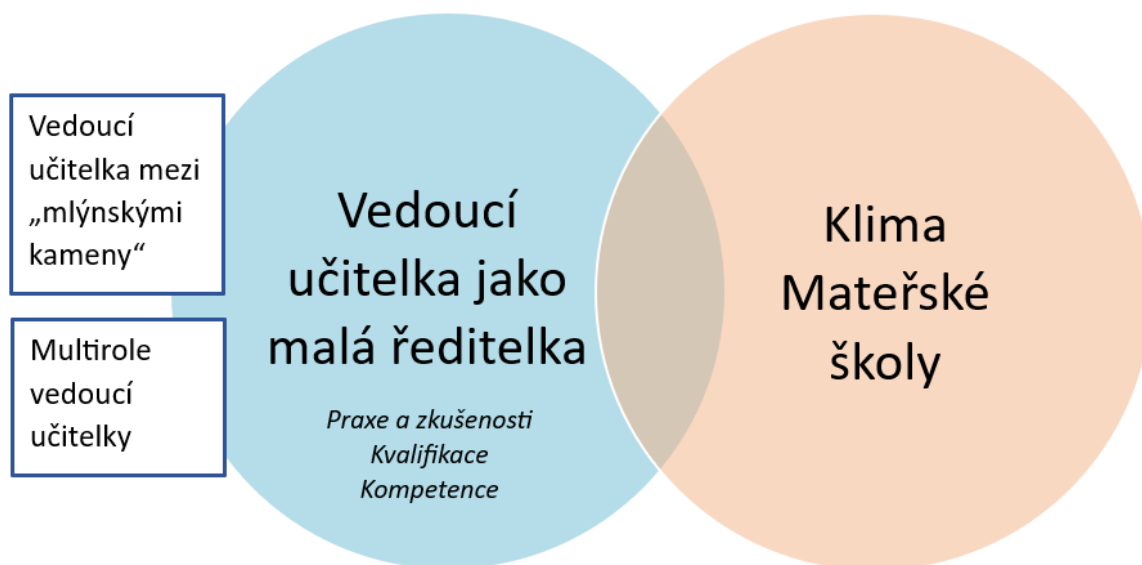 Vedoucí
učitelka mezi
„mlýnskými
kameny“
Multirole
vedoucí
učitelky
Vedoucí
učitelka jako
malá ředitelka
Praxe a zkušenosti
Kvalifikace
Kompetence
Klima
Mateřské
školy